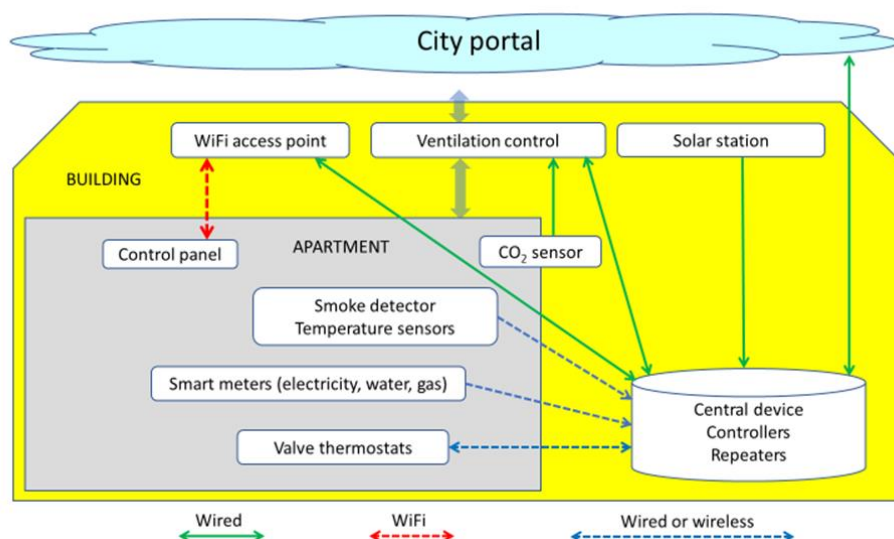 City portal
WiFi access point
Ventilation control
Solar station
BUILDING
APARTMENT
Control panel
CO₂ sensor
Smoke detector
Temperature sensors
Smart meters (electricity, water, gas)
Valve thermostats
Central device
Controllers
Repeaters
Wired
WiFi
Wired or wireless